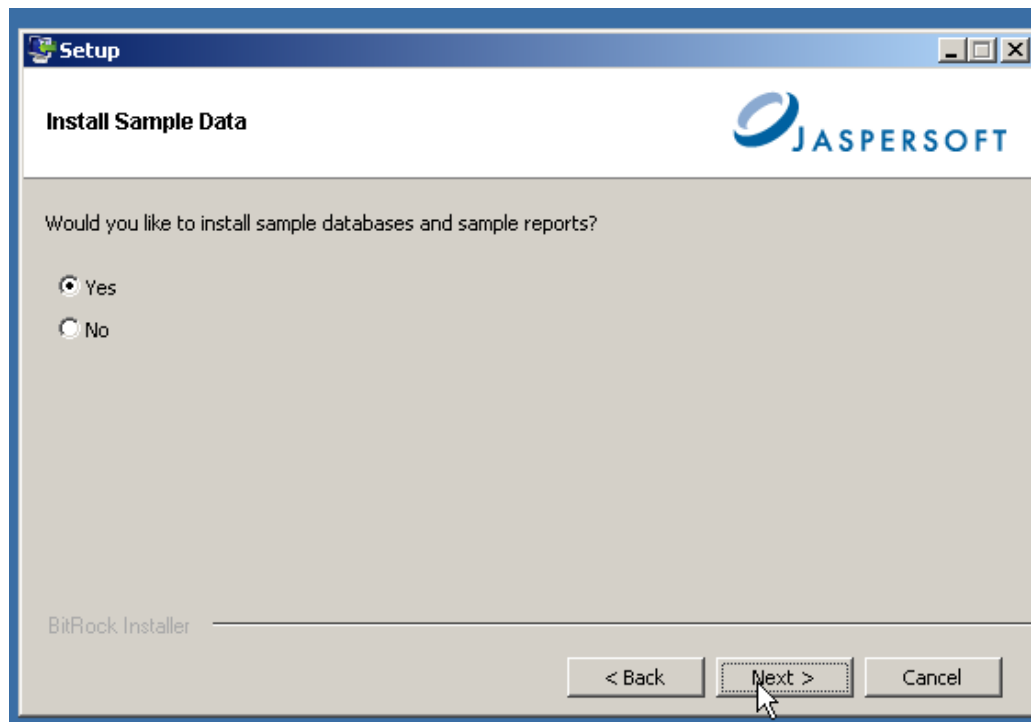 Setup
Install Sample Data
JASPERSOFT
Would you like to install sample databases and sample reports?
Yes
No
BitRock Installer
< Back
Next >
Cancel